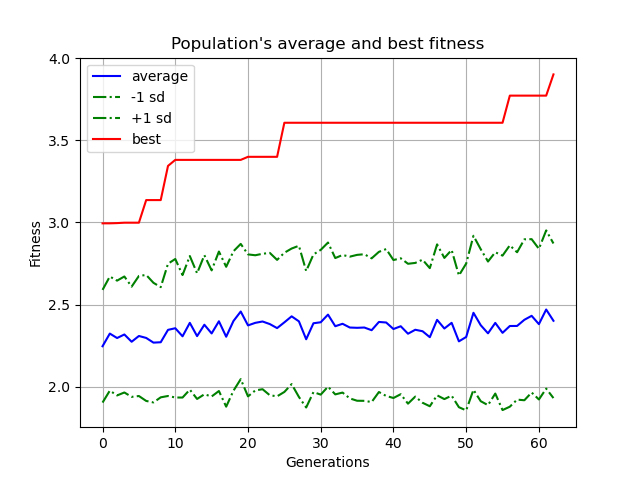 Population's average and best fitness
average
-1 sd
+1 sd
best
4.0
3.5
3.0
2.5
2.0
Fitness
0 10 20 30 40 50 60
Generations